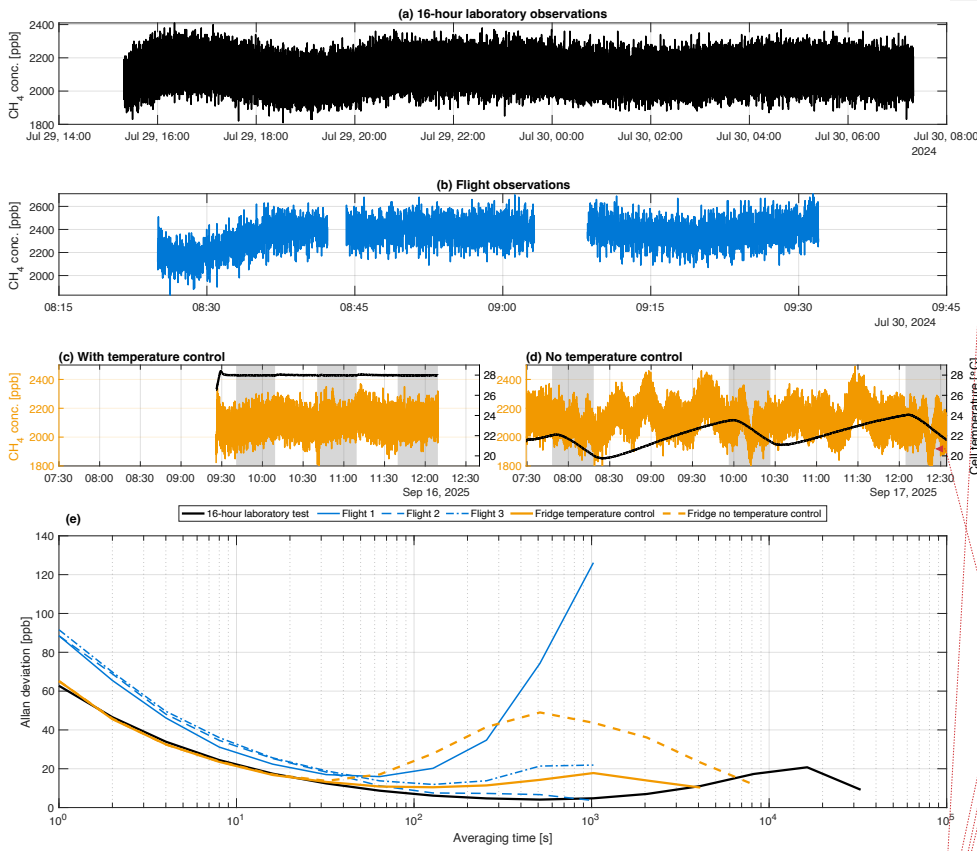 (a) 16-hour laboratory observations
CH4 conc. [ppb]
2400
2200
2000
1800
Jul 29, 14:00 Jul 29, 16:00 Jul 29, 18:00 Jul 29, 20:00 Jul 29, 22:00 Jul 30, 00:00 Jul 30, 02:00 Jul 30, 04:00 Jul 30, 06:00 Jul 30, 08:00
2024
(b) Flight observations
CH4 conc. [ppb]
2600
2400
2200
2000
08:15 08:30 08:45 09:00 09:15 09:30 09:45
Jul 30, 2024
(c) With temperature control
CH4 conc. [ppb]
2400
2200
2000
1800
28
26
24
22
20
07:30 08:00 08:30 09:00 09:30 10:00 10:30 11:00 11:30 12:00 12:30
Sep 16, 2025
(d) No temperature control
2400
2200
2000
1800
28
26
24
22
20
Cell temperature [°C]
07:30 08:00 08:30 09:00 09:30 10:00 10:30 11:00 11:30 12:00 12:30
Sep 17, 2025
16-hour laboratory test Flight 1 Flight 2 Flight 3 Fridge temperature control Fridge no temperature control
(e)
Allan deviation [ppb]
140
120
100
80
60
40
20
0
10^0 10^1 10^2 10^3 10^4 10^5
Averaging time [s]